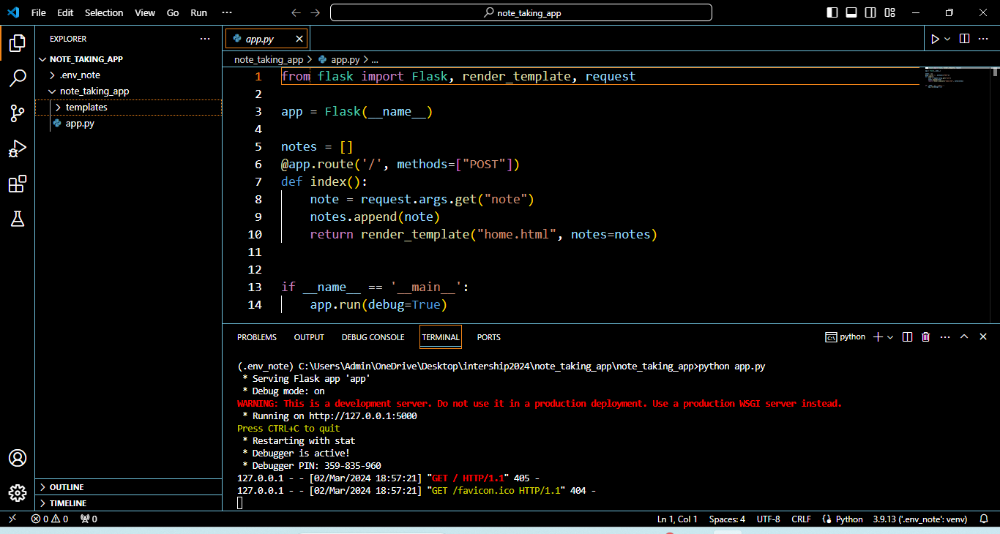 File Edit Selection View Go Run ···
note_taking_app
EXPLORER ···
NOTE_TAKING_APP
.env_note
note_taking_app
templates
app.py
OUTLINE
TIMELINE
app.py
note_taking_app > app.py > ...
1 from flask import Flask, render_template, request
2
3 app = Flask(__name__)
4
5 notes = []
6 @app.route('/', methods=["POST"])
7 def index():
8     note = request.args.get("note")
9     notes.append(note)
10     return render_template("home.html", notes=notes)
11
12
13 if __name__ == '__main__':
14     app.run(debug=True)
PROBLEMS OUTPUT DEBUG CONSOLE TERMINAL PORTS
python
(.env_note) C:\Users\Admin\OneDrive\Desktop\intership2024\note_taking_app\note_taking_app>python app.py
 * Serving Flask app 'app'
 * Debug mode: on
WARNING: This is a development server. Do not use it in a production deployment. Use a production WSGI server instead.
 * Running on http://127.0.0.1:5000
Press CTRL+C to quit
 * Restarting with stat
 * Debugger is active!
 * Debugger PIN: 359-835-960
127.0.0.1 - - [02/Mar/2024 18:57:21] "GET / HTTP/1.1" 405 -
127.0.0.1 - - [02/Mar/2024 18:57:21] "GET /favicon.ico HTTP/1.1" 404 -
0 0 0 Ln 1, Col 1 Spaces: 4 UTF-8 CRLF Python 3.9.13 ('.env_note': venv)